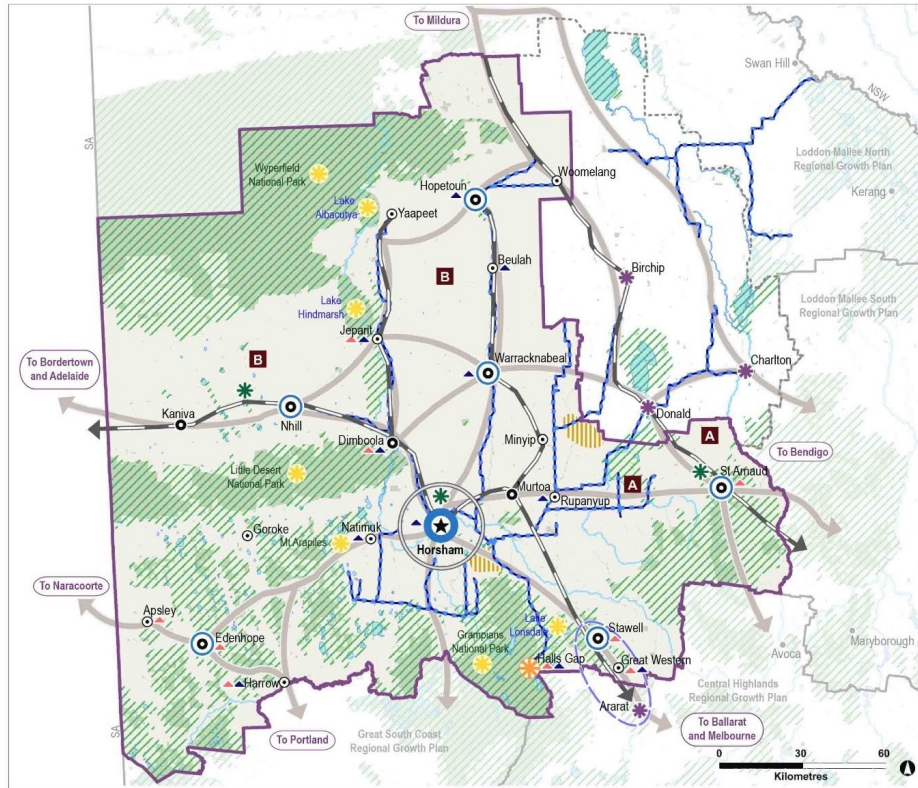 To Mildura
Swan Hill
NSW
SA
Loddon Mallee North
Regional Growth Plan
Wyperfield
National Park
Woomelang
Hopetoun
Kerang
Lake
Albacutya
Yaapeet
Beulah
B
Birchip
Lake
Hindmarsh
Loddon Mallee South
Regional Growth Plan
Jeparit
B
Warracknabeal
Charlton
To Bordertown
and Adelaide
Kaniva
Nhill
Donald
Dimboola
Minyip
A
To Bengido
Little Desert
National Park
A
St Arnaud
Murtoa
Rupanyup
Goroke
Natimuk
Mt Arapiles
Horsham
To Naracoorte
Apsley
Edenhope
Lake
Lonsdale
Stawell
Maryborough
Avoca
Grampians
National Park
Halls Gap
Great Western
Harrow
Central Highlands
Regional Growth Plan
Ararat
SA
To Portland
Great South Coast
Regional Growth Plan
To Ballarat
and Melbourne
0 30 60
Kilometres